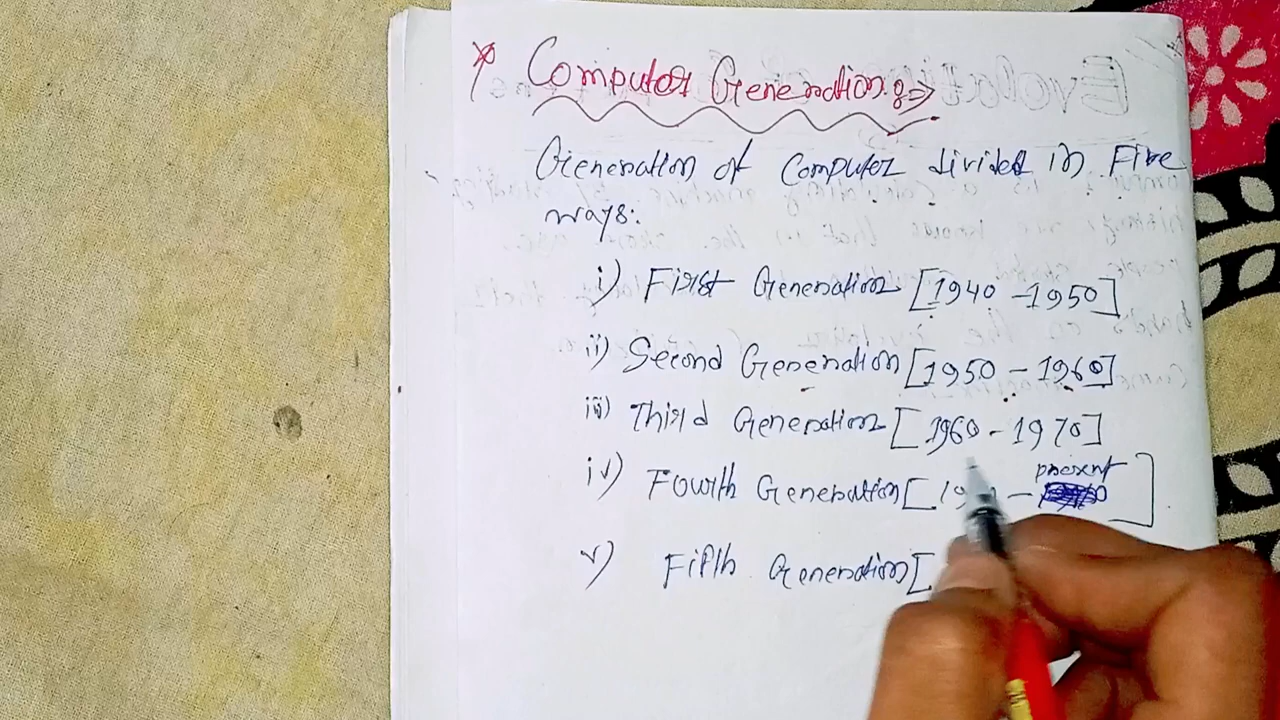 * Computer Generation :⇒
Generation of Computer divided in Five
ways:
i) First Generation [1940 - 1950]
ii) Second Generation [1950 - 1960]
iii) Third Generation [1960 - 1970]
iv) Fourth Generation [19 - present]
v) Fifth Generation [